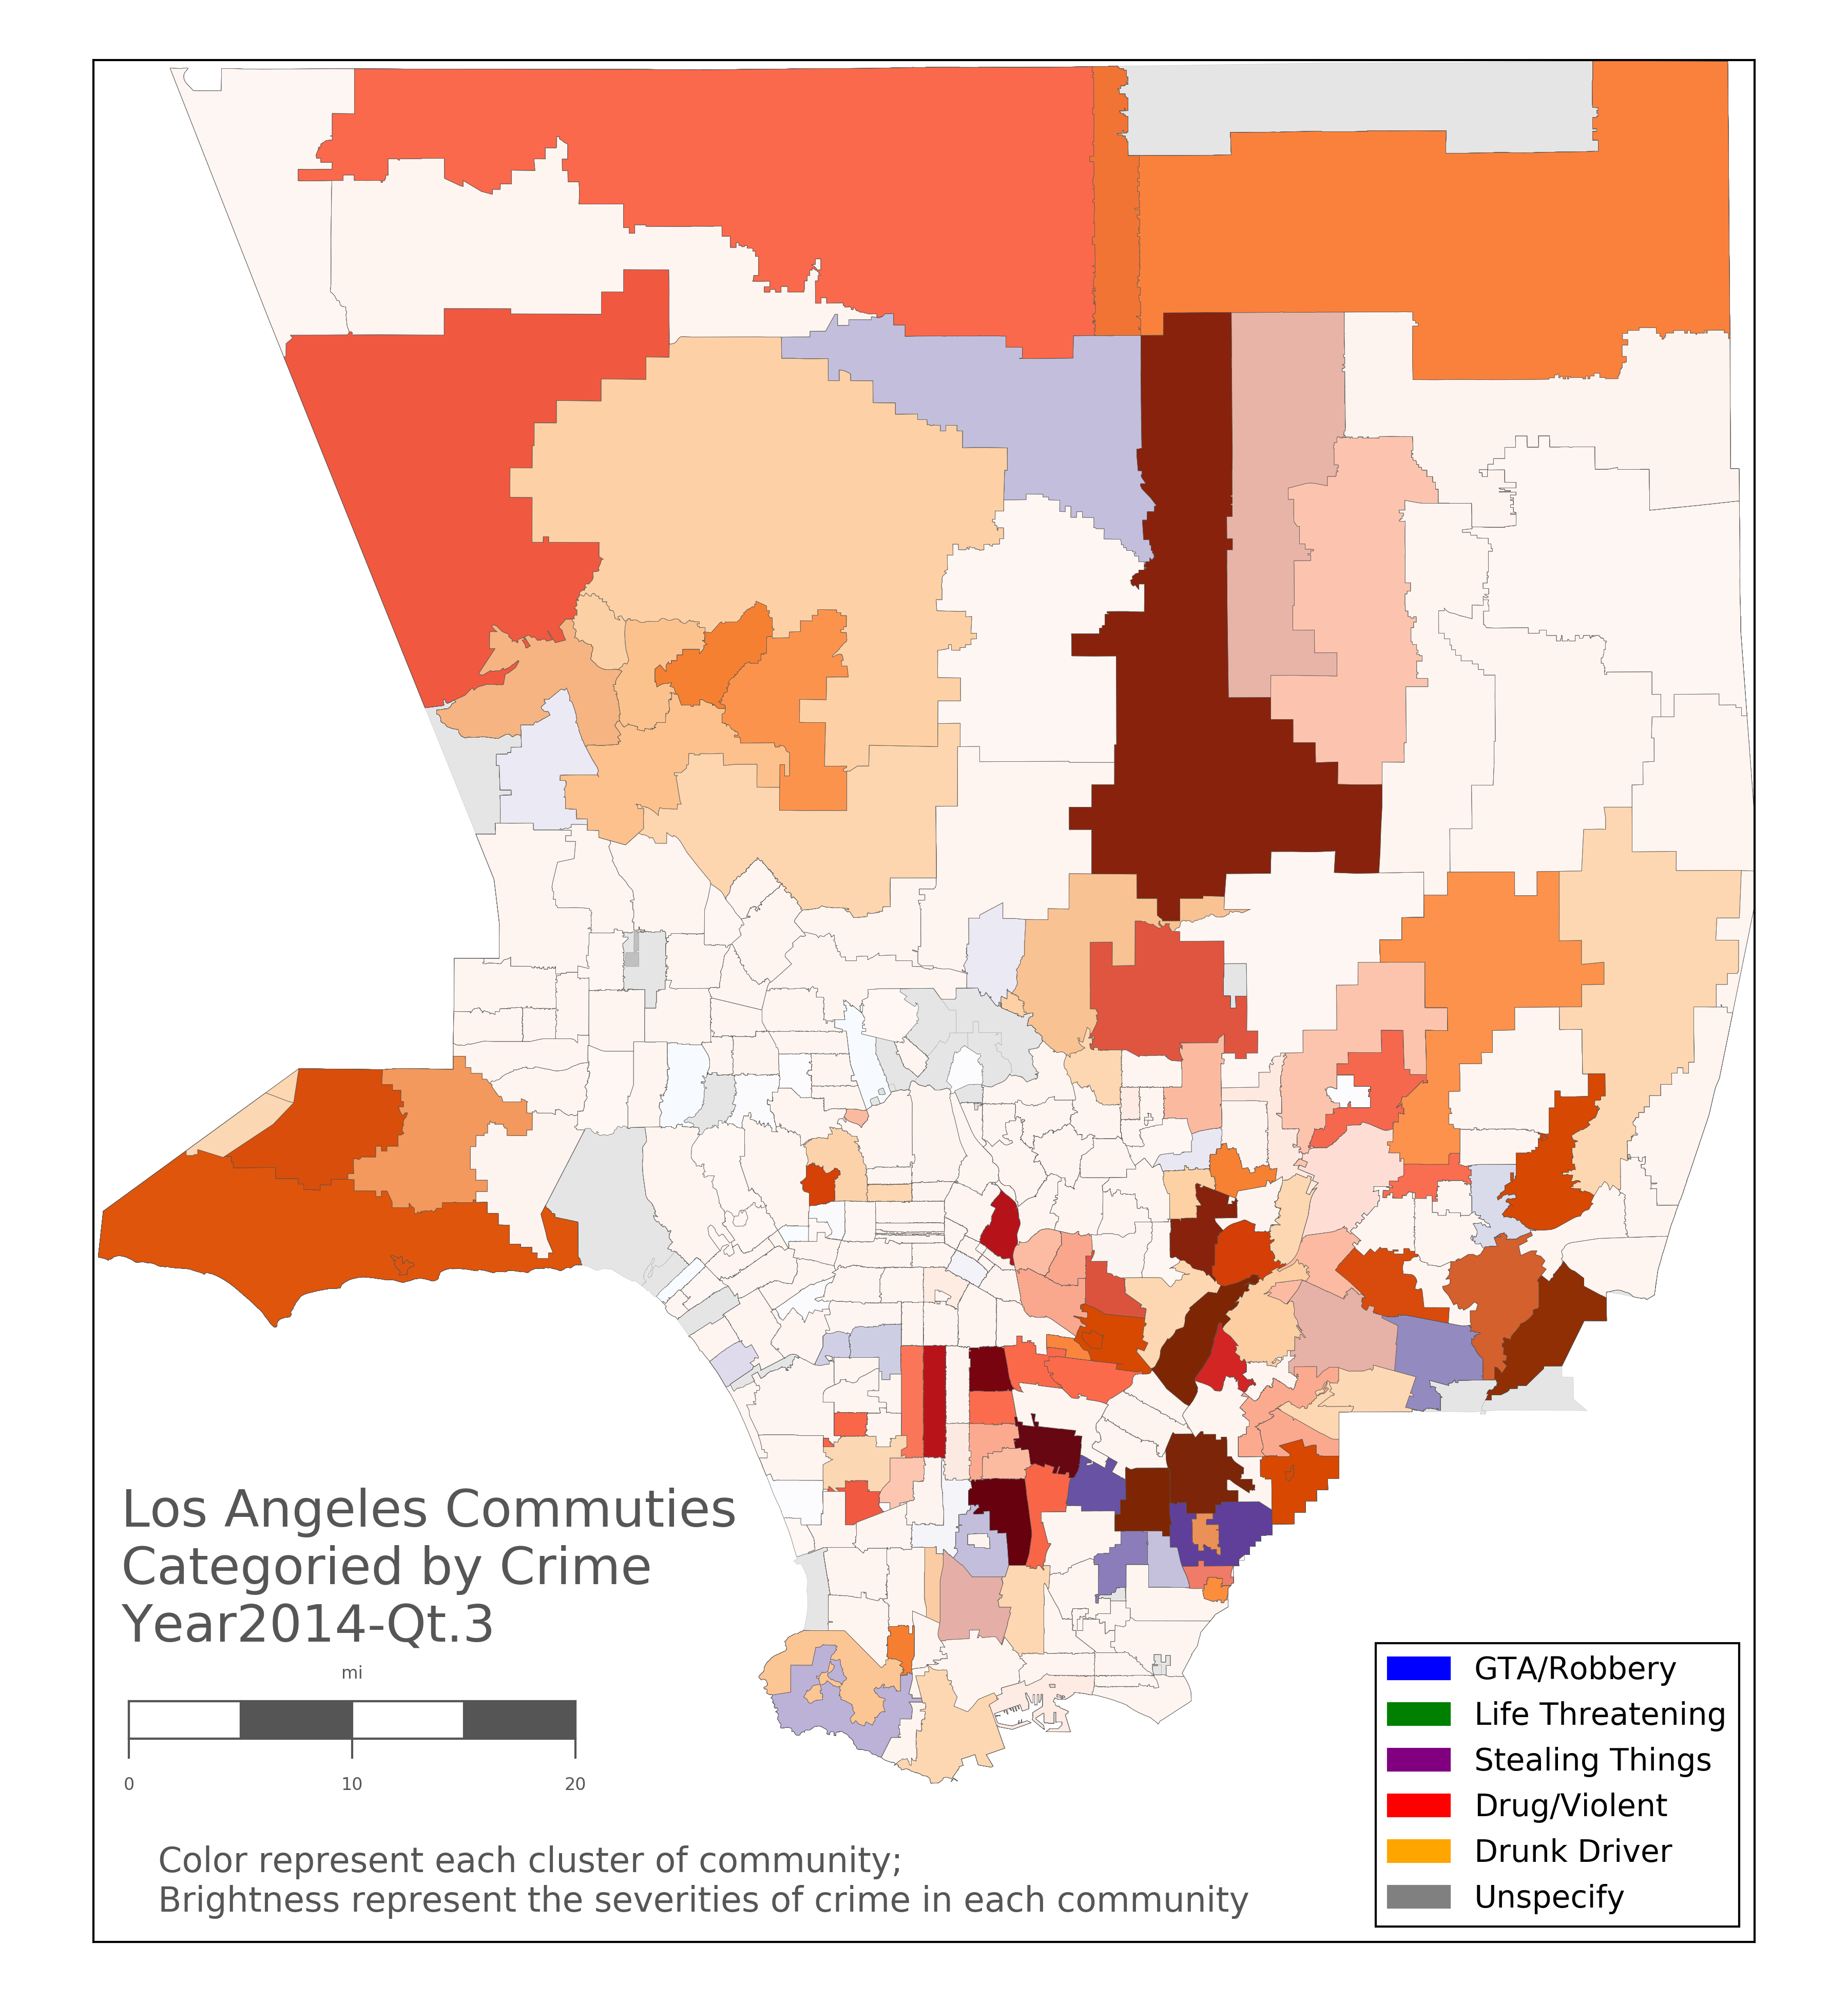 Los Angeles Commuties
Categoried by Crime
Year2014-Qt.3
mi
0 10 20
Color represent each cluster of community;
Brightness represent the severities of crime in each community
GTA/Robbery
Life Threatening
Stealing Things
Drug/Violent
Drunk Driver
Unspecify